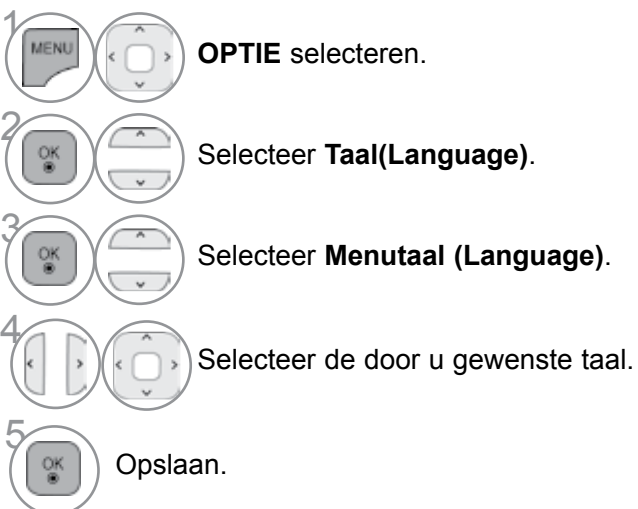 1 MENU OPTIE selecteren.
2 OK Selecteer Taal(Language).
3 OK Selecteer Menutaal (Language).
4 Selecteer de door u gewenste taal.
5 OK Opslaan.